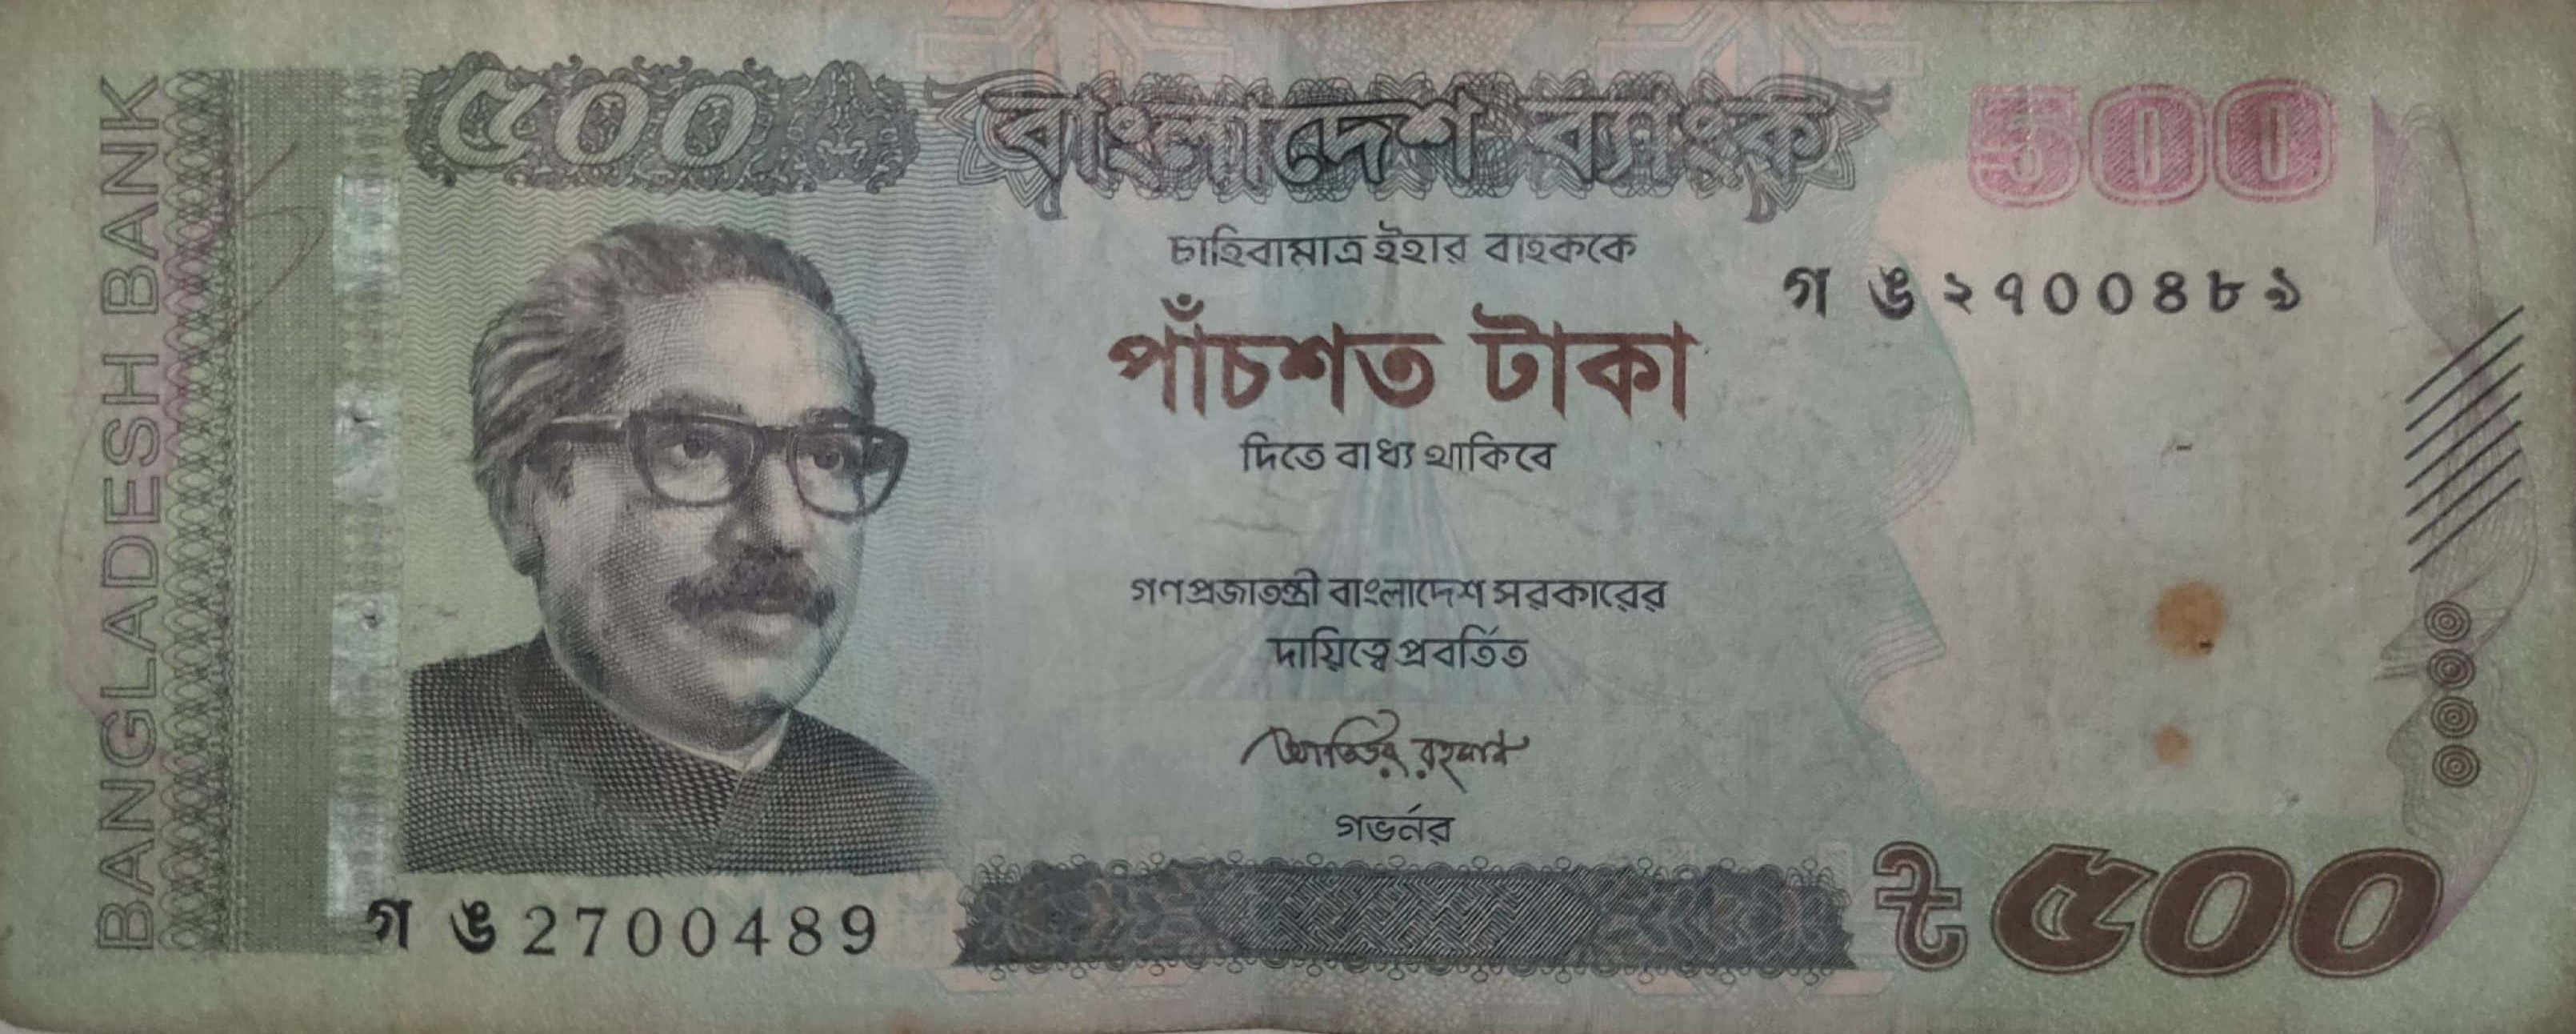 BANGLADESH BANK
৫০০
বাংলাদেশ ব্যাংক
500
চাহিবামাত্র ইহার বাহককে
গ ঙ ২৭০০৪৮৯
পাঁচশত টাকা
দিতে বাধ্য থাকিবে
গণপ্রজাতন্ত্রী বাংলাদেশ সরকারের
দায়িত্বে প্রবর্তিত
আতিউর রহমান
গভর্নর
গ ঙ 2700489
৳ ৫০০